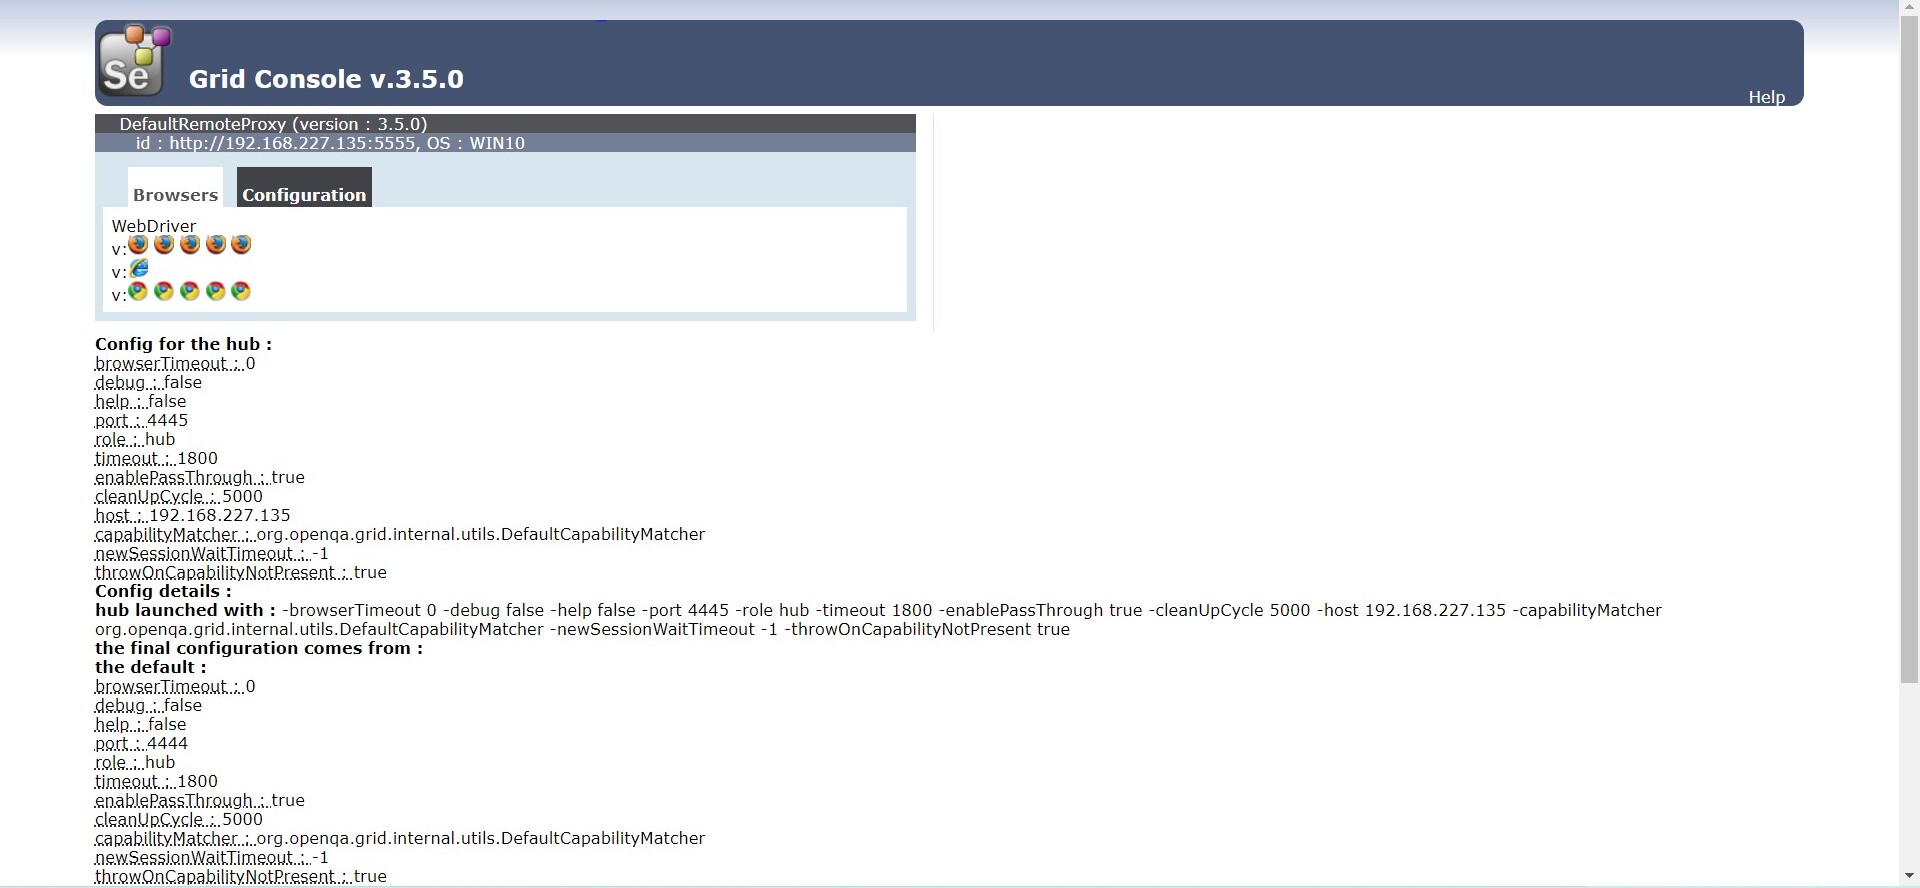 Se
Grid Console v.3.5.0
Help
DefaultRemoteProxy (version : 3.5.0)
id : http://192.168.227.135:5555, OS : WIN10
Browsers Configuration
WebDriver
v:
v:
v:
Config for the hub :
browserTimeout : 0
debug : false
help : false
port : 4445
role : hub
timeout : 1800
enablePassThrough : true
cleanUpCycle : 5000
host : 192.168.227.135
capabilityMatcher : org.openqa.grid.internal.utils.DefaultCapabilityMatcher
newSessionWaitTimeout : -1
throwOnCapabilityNotPresent : true
Config details :
hub launched with : -browserTimeout 0 -debug false -help false -port 4445 -role hub -timeout 1800 -enablePassThrough true -cleanUpCycle 5000 -host 192.168.227.135 -capabilityMatcher
org.openqa.grid.internal.utils.DefaultCapabilityMatcher -newSessionWaitTimeout -1 -throwOnCapabilityNotPresent true
the final configuration comes from :
the default :
browserTimeout : 0
debug : false
help : false
port : 4444
role : hub
timeout : 1800
enablePassThrough : true
cleanUpCycle : 5000
capabilityMatcher : org.openqa.grid.internal.utils.DefaultCapabilityMatcher
newSessionWaitTimeout : -1
throwOnCapabilityNotPresent : true